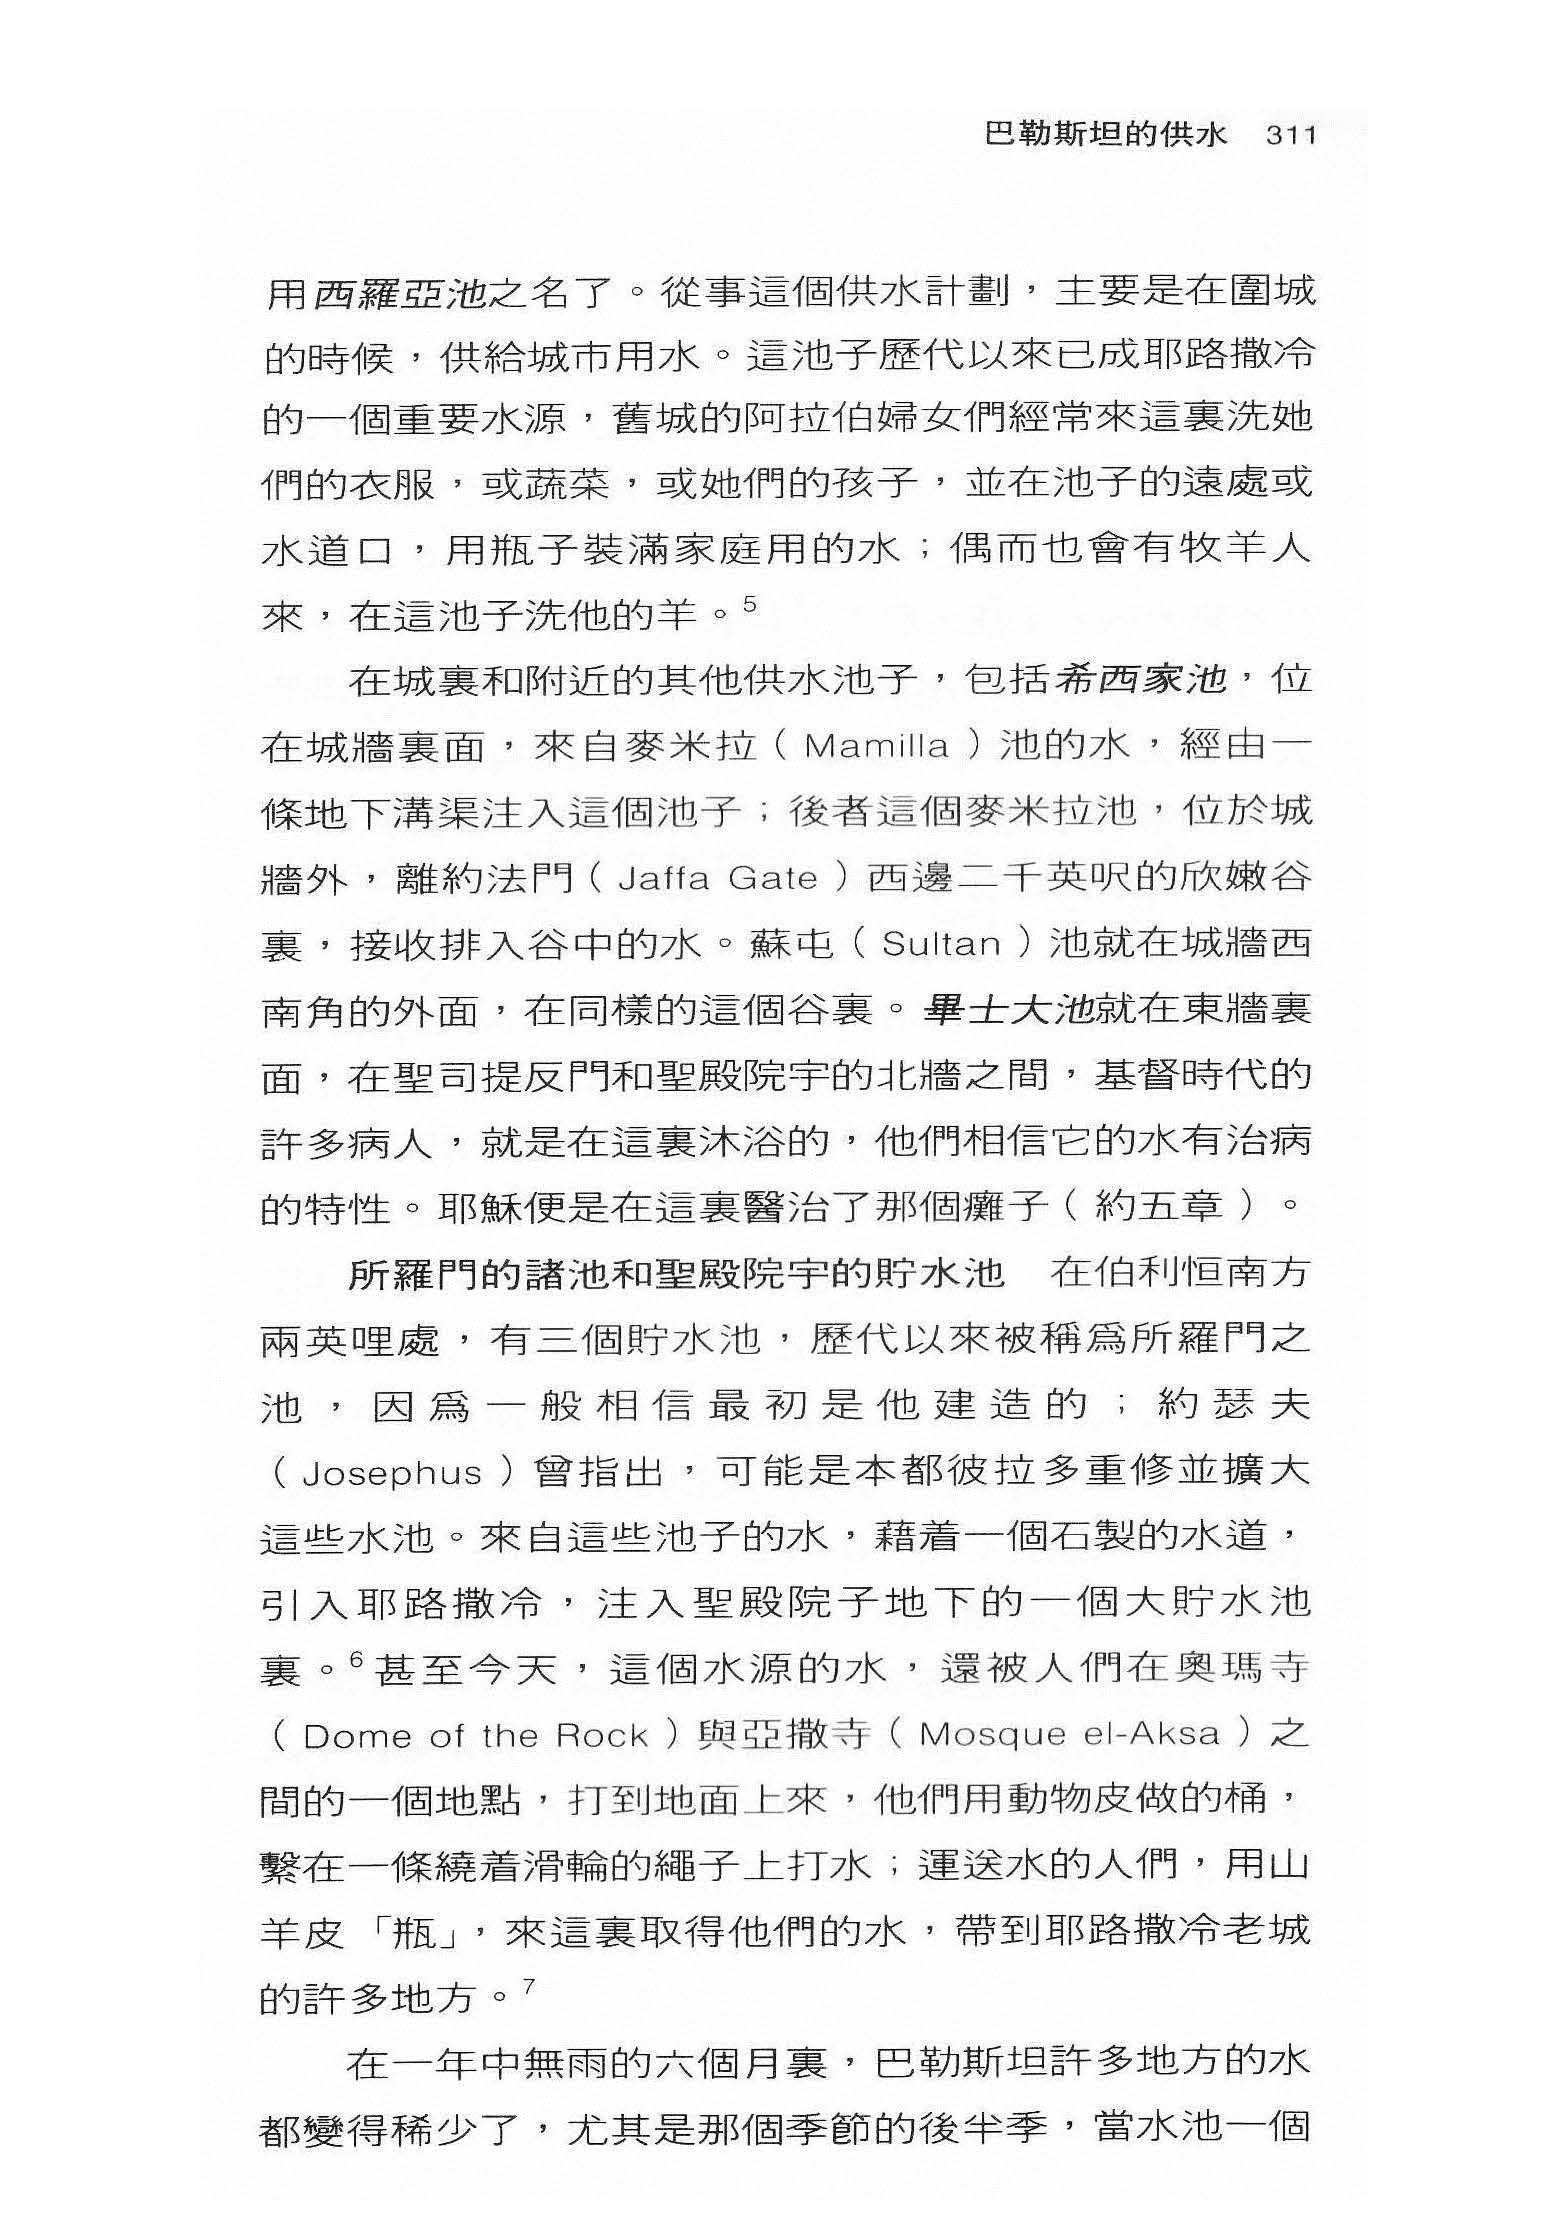 巴勒斯坦的供水 311
用西羅亞池之名了。從事這個供水計劃，主要是在圍城
的時候，供給城市用水。這池子歷代以來已成耶路撒冷
的一個重要水源，舊城的阿拉伯婦女們經常來這裏洗她
們的衣服，或蔬菜，或她們的孩子，並在池子的遠處或
水道口，用瓶子裝滿家庭用的水；偶而也會有牧羊人
來，在這池子洗他的羊。5
在城裏和附近的其他供水池子，包括希西家池，位
在城牆裏面，來自麥米拉（Mamilla）池的水，經由一
條地下溝渠注入這個池子；後者這個麥米拉池，位於城
牆外，離約法門（Jaffa Gate）西邊二千英呎的欣嫩谷
裏，接收排入谷中的水。蘇屯（Sultan）池就在城牆西
南角的外面，在同樣的這個谷裏。畢士大池就在東牆裏
面，在聖司提反門和聖殿院宇的北牆之間，基督時代的
許多病人，就是在這裏沐浴的，他們相信它的水有治病
的特性。耶穌便是在這裏醫治了那個癱子（約五章）。
所羅門的諸池和聖殿院宇的貯水池　在伯利恒南方
兩英哩處，有三個貯水池，歷代以來被稱爲所羅門之
池，因爲一般相信最初是他建造的；約瑟夫
（Josephus）曾指出，可能是本都彼拉多重修並擴大
這些水池。來自這些池子的水，藉着一個石製的水道，
引入耶路撒冷，注入聖殿院子地下的一個大貯水池
裏。6甚至今天，這個水源的水，還被人們在奧瑪寺
（Dome of the Rock）與亞撒寺（Mosque el-Aksa）之
間的一個地點，打到地面上來，他們用動物皮做的桶，
繫在一條繞着滑輪的繩子上打水；運送水的人們，用山
羊皮「瓶」，來這裏取得他們的水，帶到耶路撒冷老城
的許多地方。7
在一年中無雨的六個月裏，巴勒斯坦許多地方的水
都變得稀少了，尤其是那個季節的後半季，當水池一個